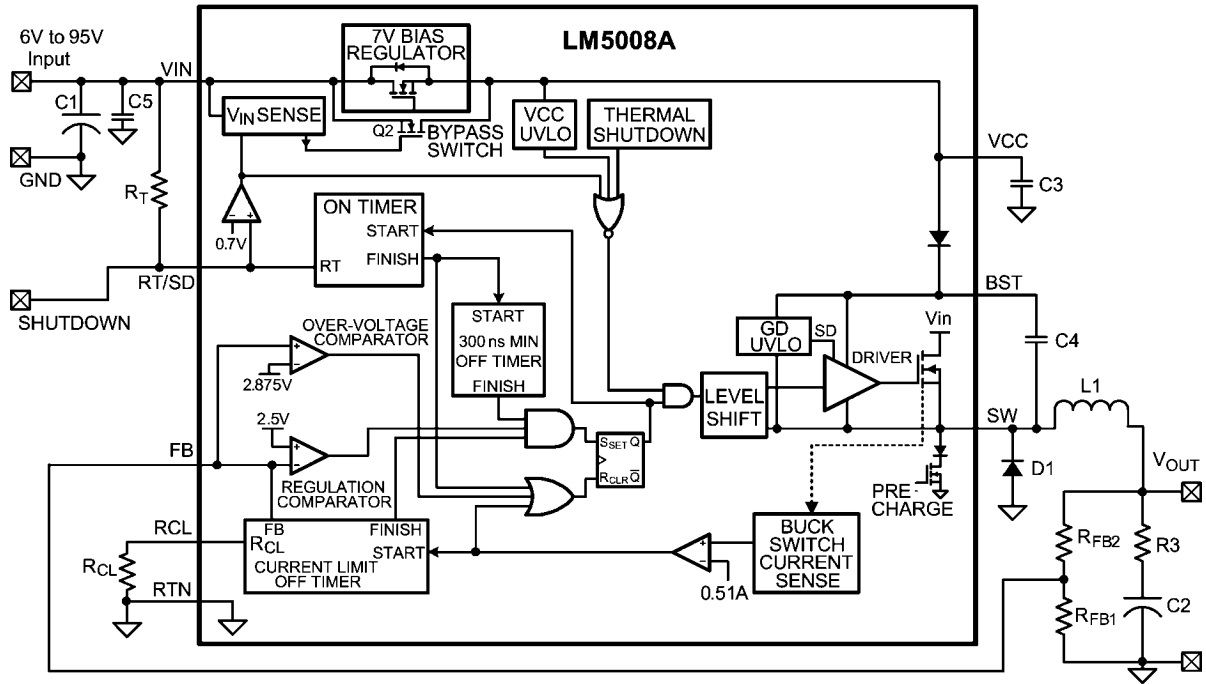 6V to 95V
Input
LM5008A
7V BIAS
REGULATOR
VIN
C1
C5
VIN SENSE
Q2
BYPASS
SWITCH
VCC
UVLO
THERMAL
SHUTDOWN
VCC
C3
GND
RT
- +
0.7V
ON TIMER
START
FINISH
RT
RT/SD
SHUTDOWN
START
300 ns MIN
OFF TIMER
FINISH
OVER-VOLTAGE
COMPARATOR
+
-
2.875V
BST
Vin
GD
UVLO
SD
DRIVER
C4
LEVEL
SHIFT
L1
SW
2.5V
+
-
FB
REGULATION
COMPARATOR
SSET Q
RCLR Q̅
D1
VOUT
PRE -
CHARGE
RCL
FB
FINISH
RCL
START
CURRENT LIMIT
OFF TIMER
RCL
RTN
+
-
0.51A
BUCK
SWITCH
CURRENT
SENSE
RFB2
R3
RFB1
C2